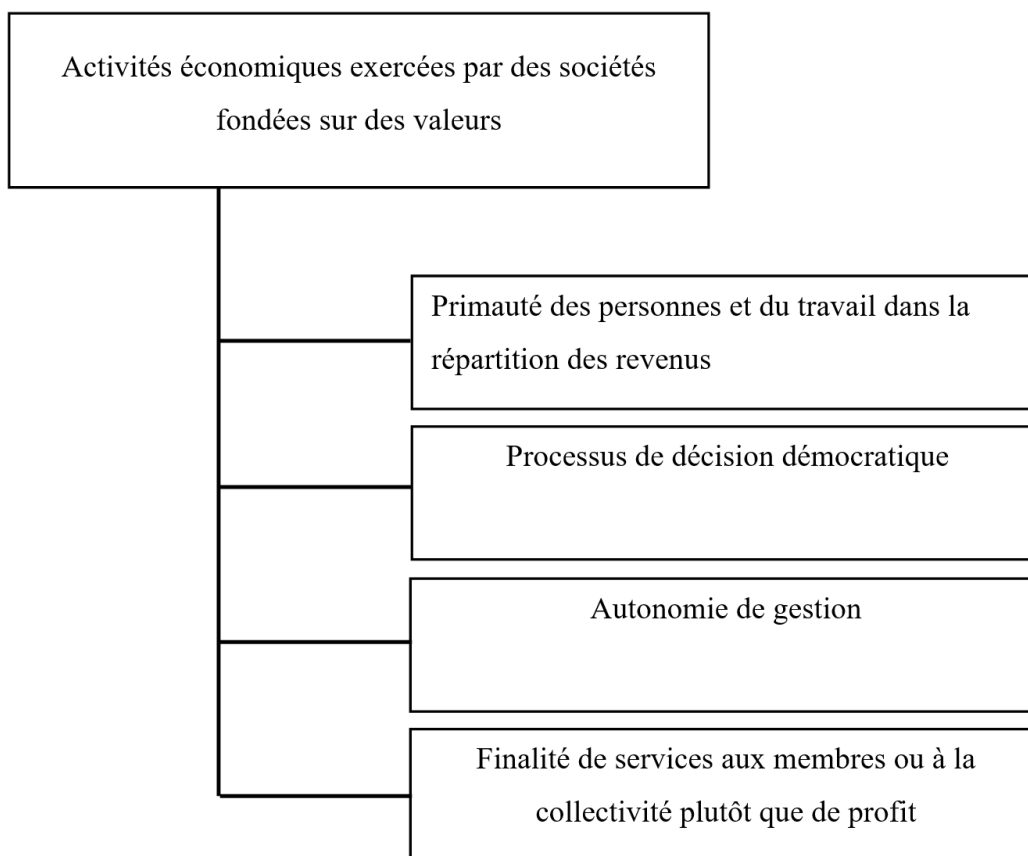 Activités économiques exercées par des sociétés
fondées sur des valeurs
Primauté des personnes et du travail dans la
répartition des revenus
Processus de décision démocratique
Autonomie de gestion
Finalité de services aux membres ou à la
collectivité plutôt que de profit